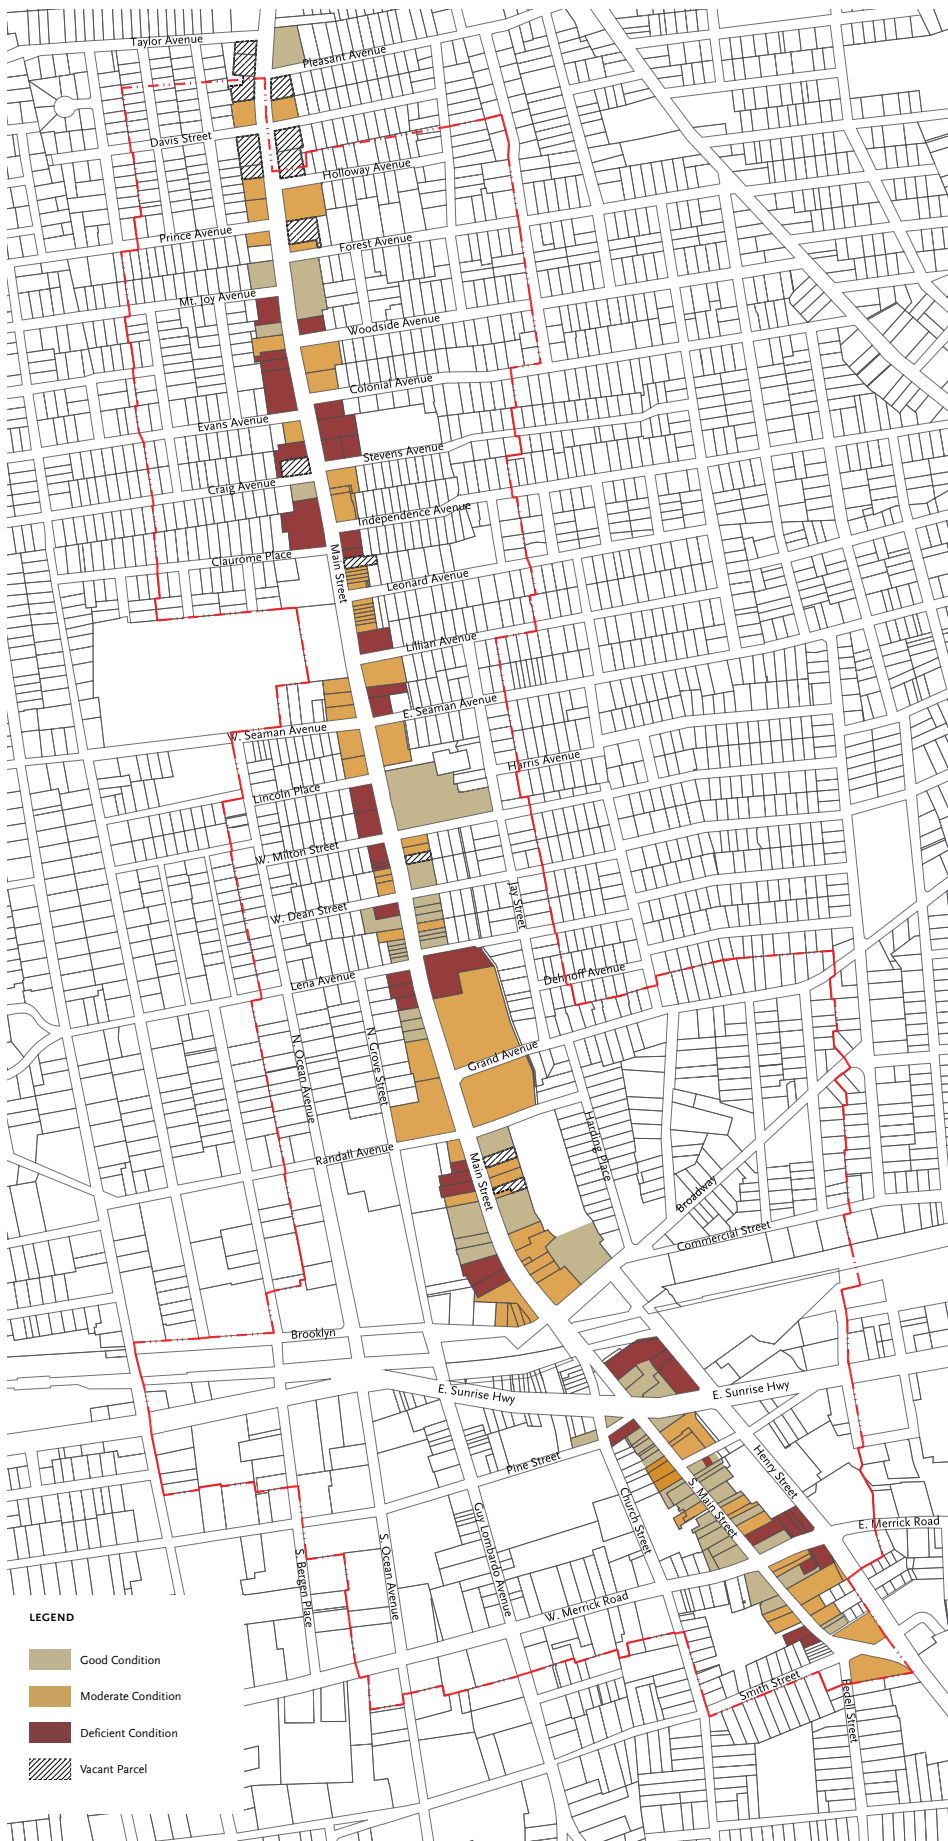 Taylor Avenue
Pleasant Avenue
Davis Street
Holloway Avenue
Prince Avenue
Forest Avenue
Mt. Joy Avenue
Woodside Avenue
Colonial Avenue
Evans Avenue
Stevens Avenue
Craig Avenue
Independence Avenue
Claurome Place
Main Street
Leonard Avenue
Lillian Avenue
E. Seaman Avenue
W. Seaman Avenue
Harris Avenue
Lincoln Place
W. Milton Street
Jay Street
W. Dean Street
Lena Avenue
Dehnoff Avenue
N. Ocean Avenue
N. Grove Street
Grand Avenue
Harding Place
Randall Avenue
Main Street
Broadway
Commercial Street
Brooklyn
E. Sunrise Hwy
E. Sunrise Hwy
Pine Street
Henry Street
S. Main Street
Church Street
E. Merrick Road
Guy Lombardo Avenue
S. Ocean Avenue
S. Bergen Place
W. Merrick Road
Smith Street
Bedell Street
LEGEND
Good Condition
Moderate Condition
Deficient Condition
Vacant Parcel